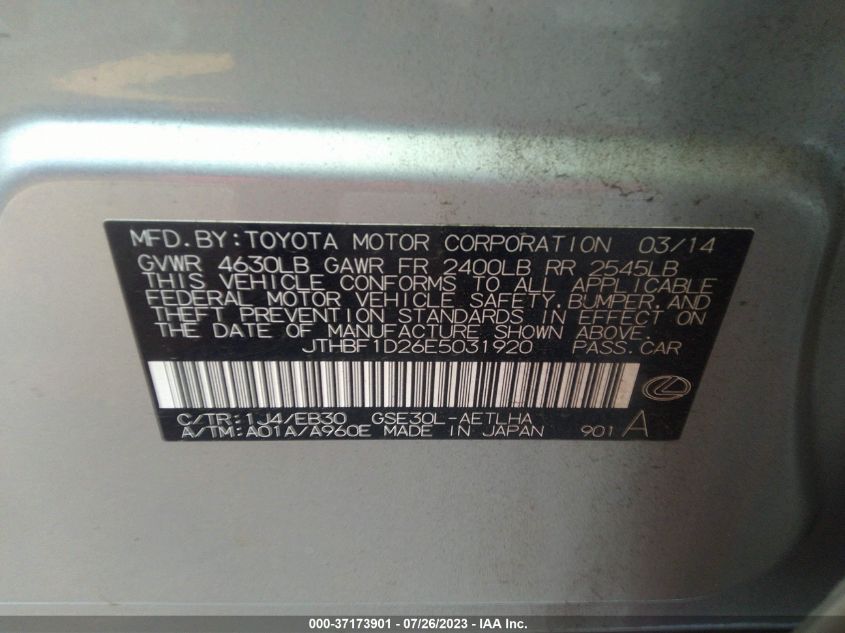 MFD.BY:TOYOTA MOTOR CORPORATION 03/14
GVWR 4630LB GAWR FR 2400LB RR 2545LB
THIS VEHICLE CONFORMS TO ALL APPLICABLE
FEDERAL MOTOR VEHICLE SAFETY, BUMPER, AND
THEFT PREVENTION STANDARDS IN EFFECT ON
THE DATE OF MANUFACTURE SHOWN ABOVE.
JTHBF1D26E5031920 PASS.CAR
C/TR:1J4/EB30 GSE30L-AETLHA
A/TM:A01A/A960E MADE IN JAPAN 901 A
000-37173901 - 07/26/2023 - IAA Inc.